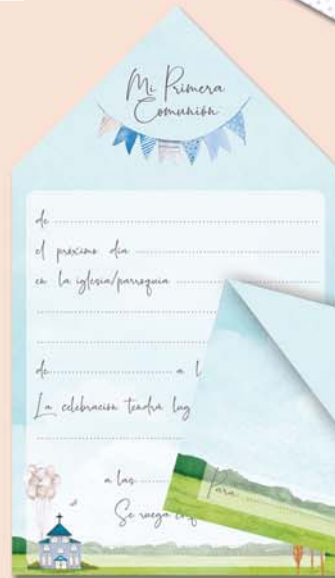 Mi Primera
Comunión
de
el próximo día
en la iglesia/parroquia
de a l
La celebración tendrá lug
a las
Se ruego
Para